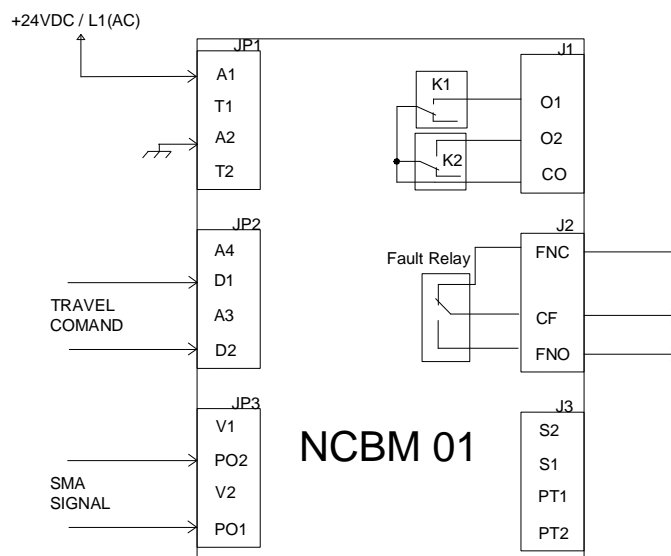 +24VDC / L1(AC)
JP1
A1
T1
A2
T2
JP2
A4
D1
A3
D2
TRAVEL
COMAND
JP3
V1
PO2
V2
PO1
SMA
SIGNAL
K1
K2
J1
O1
O2
CO
Fault Relay
J2
FNC
CF
FNO
NCBM 01
J3
S2
S1
PT1
PT2